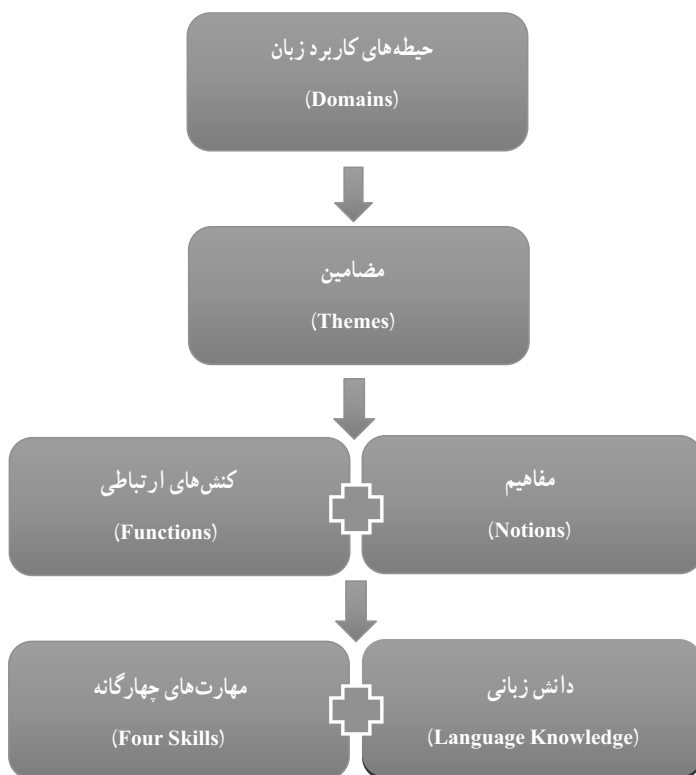 حیطه‌های کاربرد زبان
(Domains)
مضامین
(Themes)
مفاهیم
(Notions)
کنش‌های ارتباطی
(Functions)
دانش زبانی
(Language Knowledge)
مهارت‌های چهارگانه
(Four Skills)